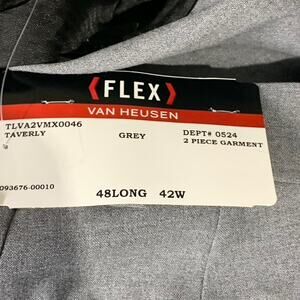 ⟨FLEX⟩
VAN HEUSEN
TLVA2VMX0046
TAVERLY
GREY
DEPT# 0524
2 PIECE GARMENT
093676-00010
48LONG 42W